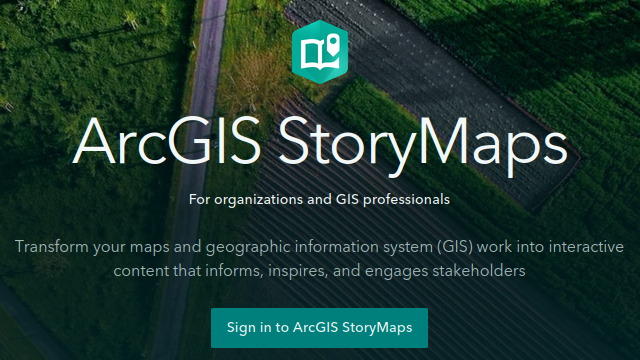 ArcGIS StoryMaps
For organizations and GIS professionals
Transform your maps and geographic information system (GIS) work into interactive
content that informs, inspires, and engages stakeholders
Sign in to ArcGIS StoryMaps